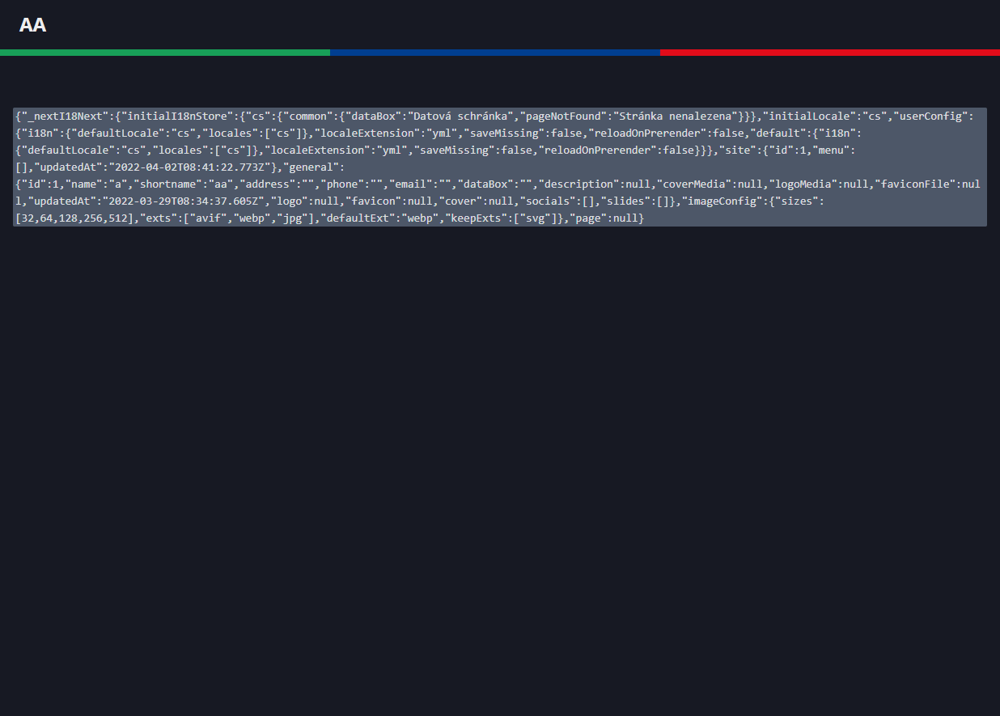 AA
{"_nextI18Next":{"initialI18nStore":{"cs":{"common":{"dataBox":"Datová schránka","pageNotFound":"Stránka nenalezena"}}},"initialLocale":"cs","userConfig":
{"i18n":{"defaultLocale":"cs","locales":["cs"]},"localeExtension":"yml","saveMissing":false,"reloadOnPrerender":false,"default":{"i18n":
{"defaultLocale":"cs","locales":["cs"]},"localeExtension":"yml","saveMissing":false,"reloadOnPrerender":false}}},"site":{"id":1,"menu":
[],"updatedAt":"2022-04-02T08:41:22.773Z"},"general":
{"id":1,"name":"a","shortname":"aa","address":"","phone":"","email":"","dataBox":"","description":null,"coverMedia":null,"logoMedia":null,"faviconFile":nul
l,"updatedAt":"2022-03-29T08:34:37.605Z","logo":null,"favicon":null,"cover":null,"socials":[],"slides":[]},"imageConfig":{"sizes":
[32,64,128,256,512],"exts":["avif","webp","jpg"],"defaultExt":"webp","keepExts":["svg"]},"page":null}